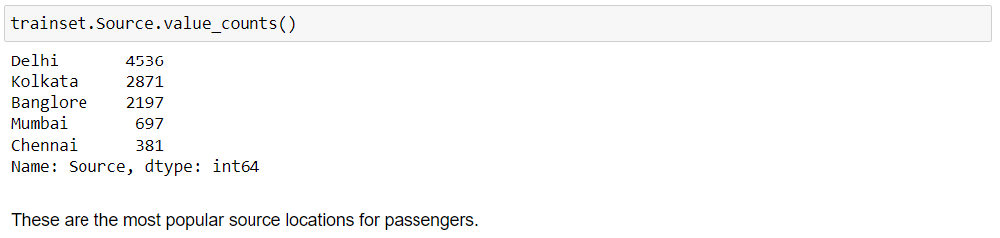 trainset.Source.value_counts()
Delhi 4536
Kolkata 2871
Banglore 2197
Mumbai 697
Chennai 381
Name: Source, dtype: int64
These are the most popular source locations for passengers.